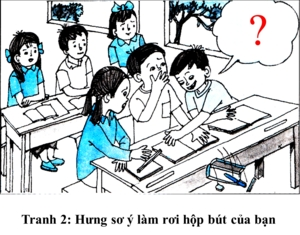 ?
Tranh 2: Hưng sơ ý làm rơi hộp bút của bạn